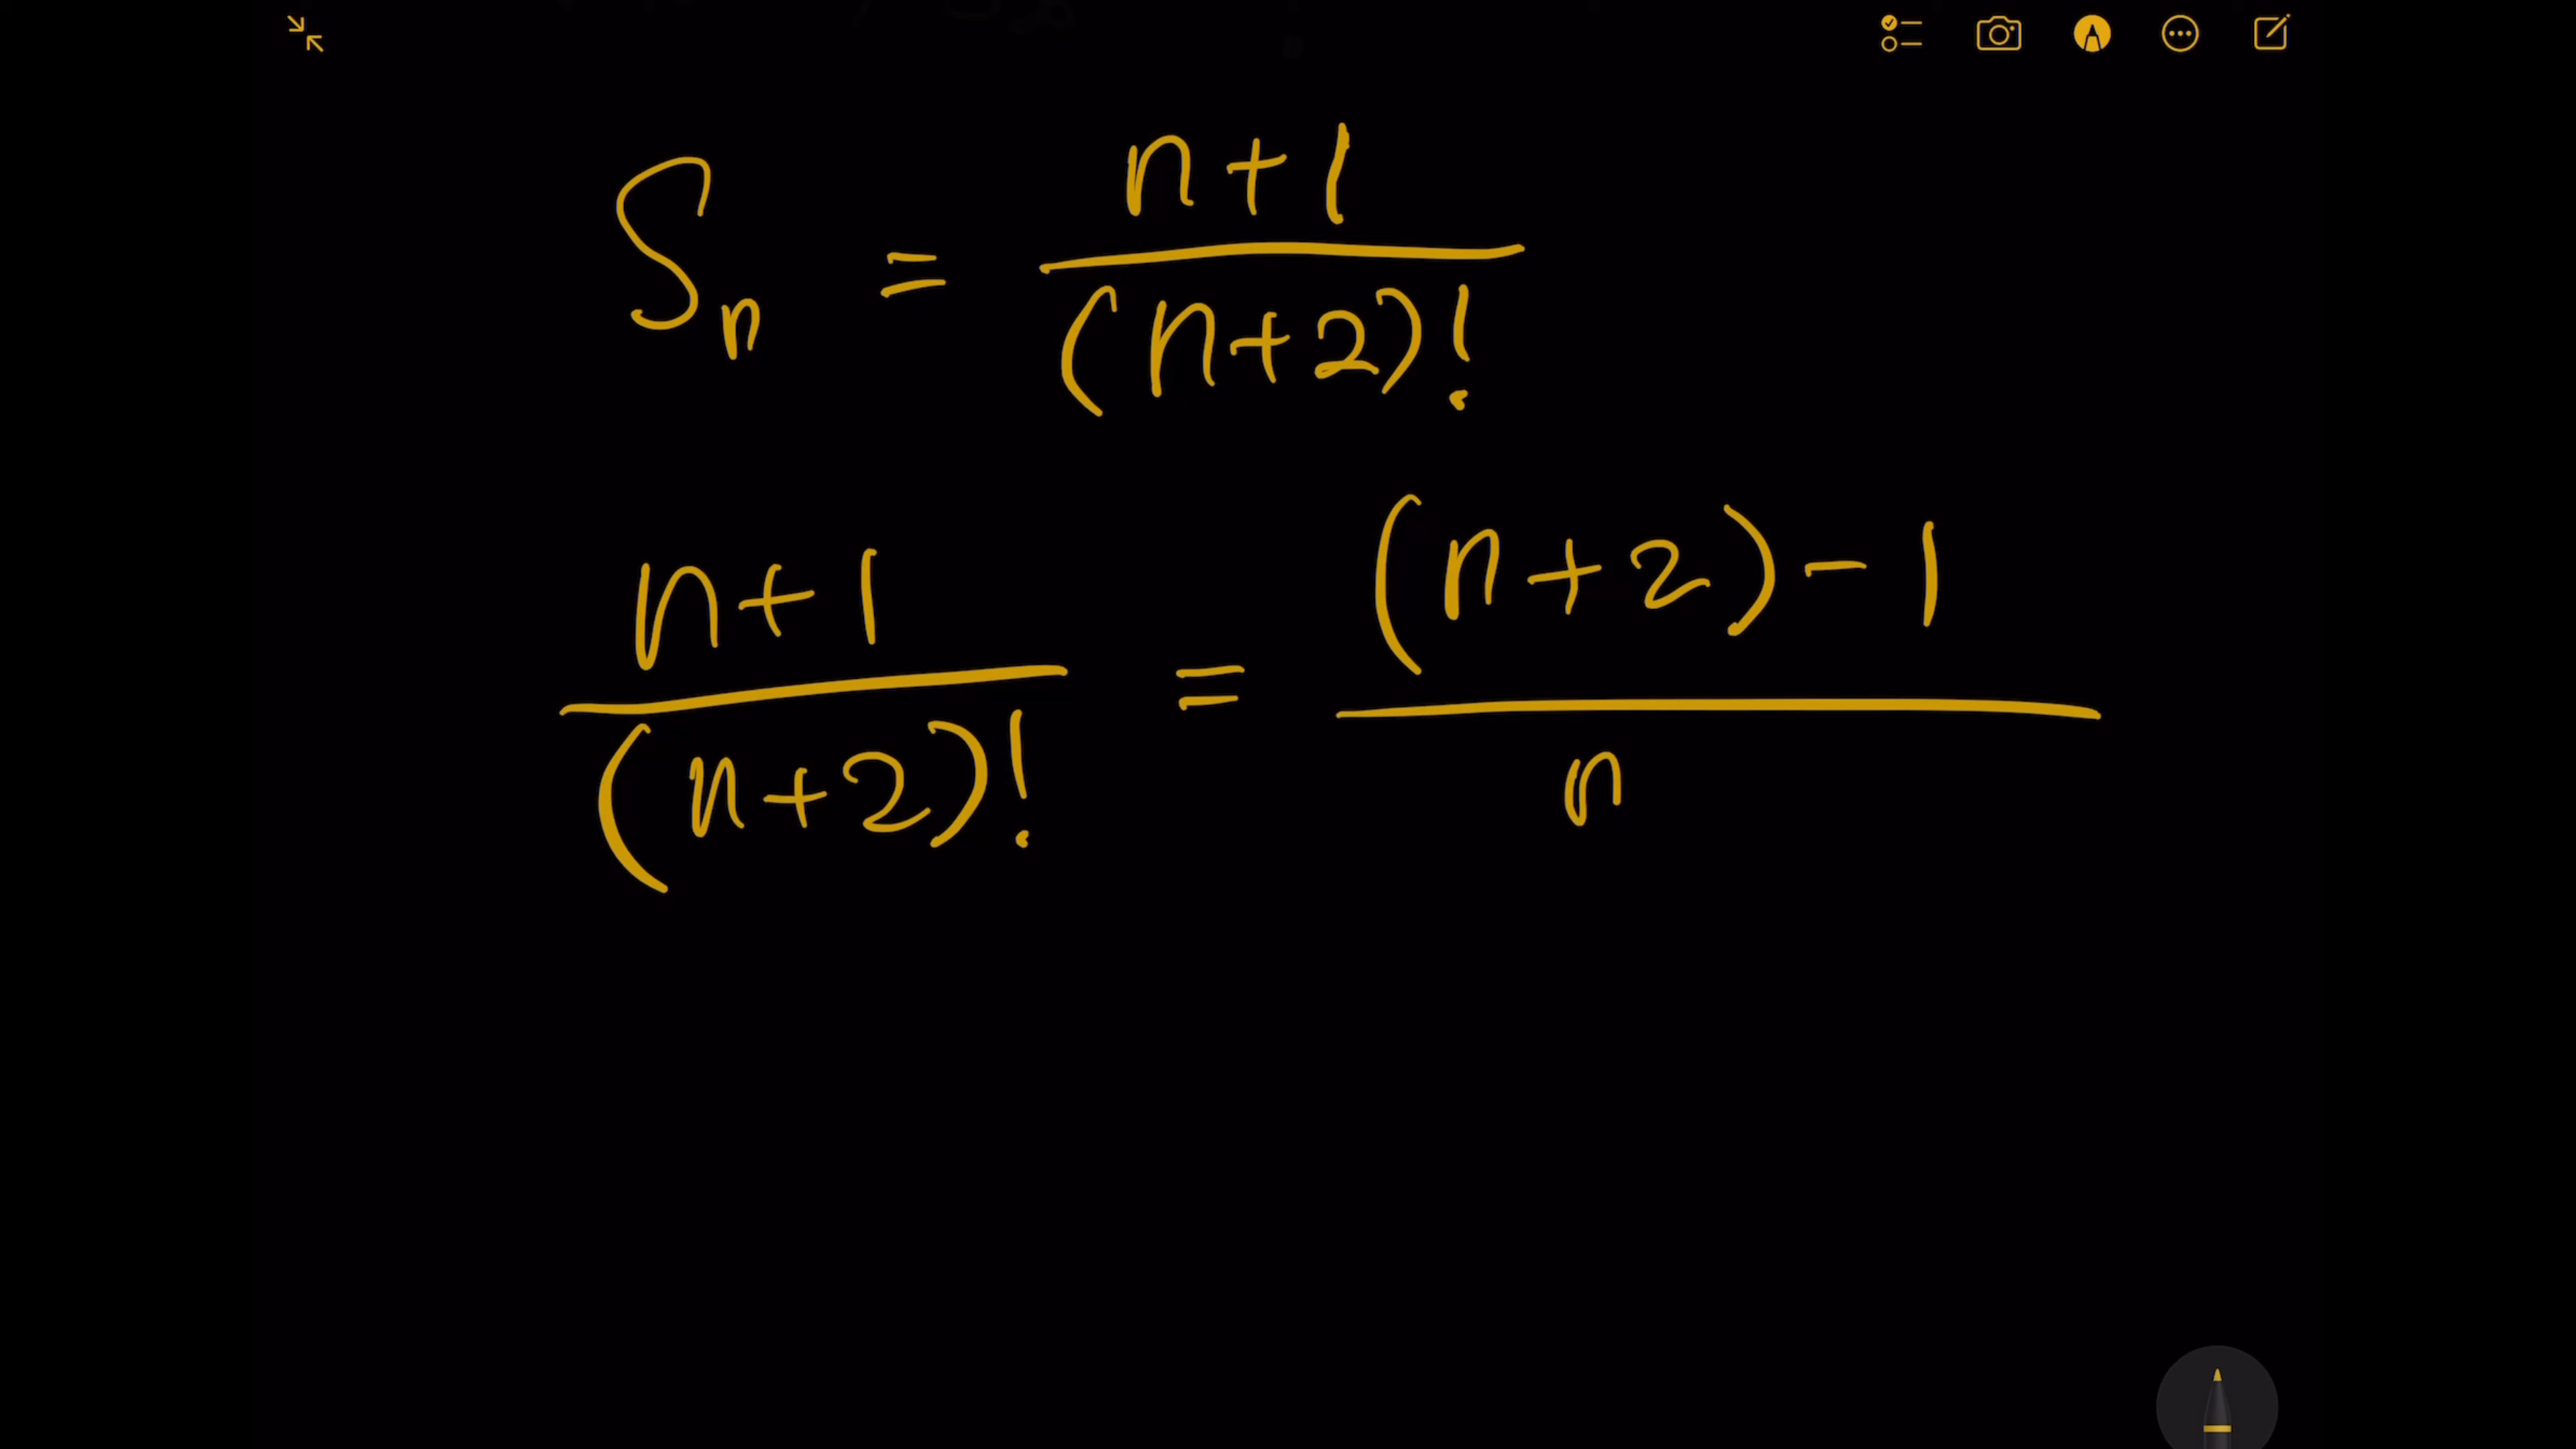 Sn = n+1 / (n+2)!
n+1 / (n+2)! = (n+2) - 1 / n